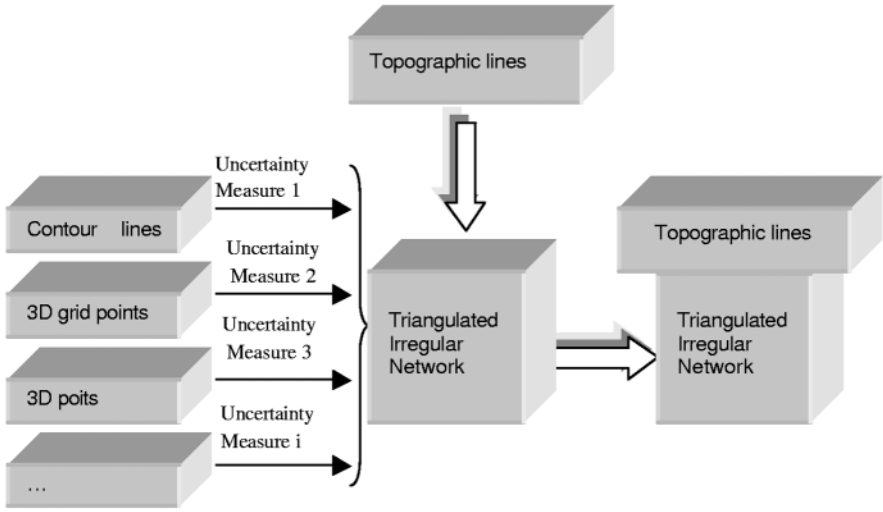 Topographic lines
Uncertainty
Measure 1
Contour lines
Uncertainty
Measure 2
3D grid points
Uncertainty
Measure 3
3D poits
Uncertainty
Measure i
...
Triangulated
Irregular
Network
Topographic lines
Triangulated
Irregular
Network